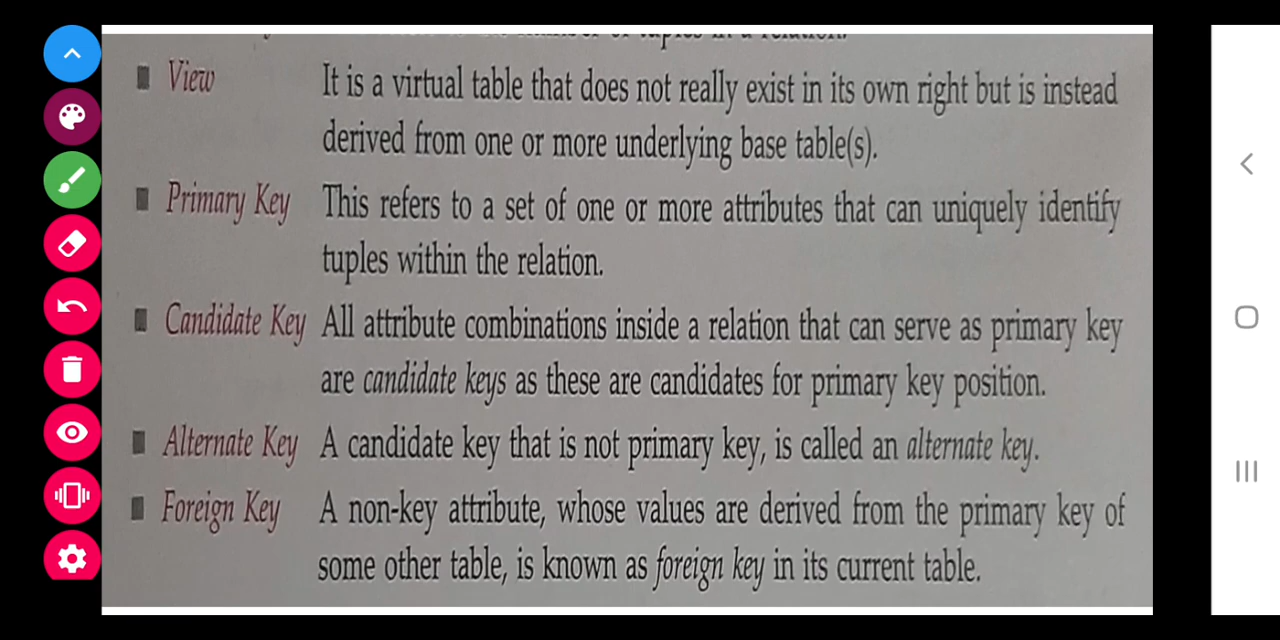 View It is a virtual table that does not really exist in its own right but is instead
derived from one or more underlying base table(s).
Primary Key This refers to a set of one or more attributes that can uniquely identify
tuples within the relation.
Candidate Key All attribute combinations inside a relation that can serve as primary key
are candidate keys as these are candidates for primary key position.
Alternate Key A candidate key that is not primary key, is called an alternate key.
Foreign Key A non-key attribute, whose values are derived from the primary key of
some other table, is known as foreign key in its current table.